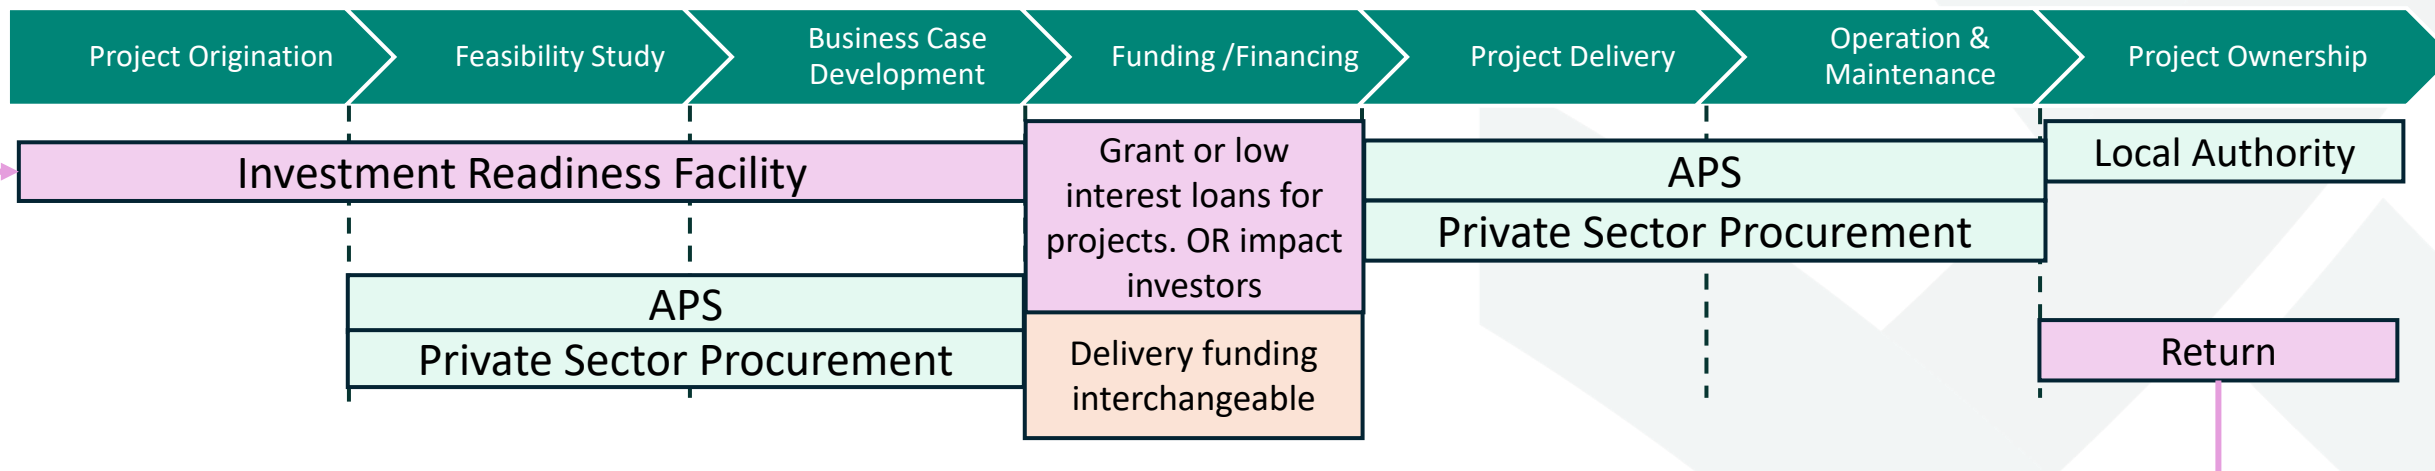 Project Origination
Feasibility Study
Business Case
Development
Funding /Financing
Project Delivery
Operation &
Maintenance
Project Ownership
Investment Readiness Facility
APS
Private Sector Procurement
Grant or low
interest loans for
projects. OR impact
investors
Delivery funding
interchangeable
APS
Private Sector Procurement
Local Authority
Return